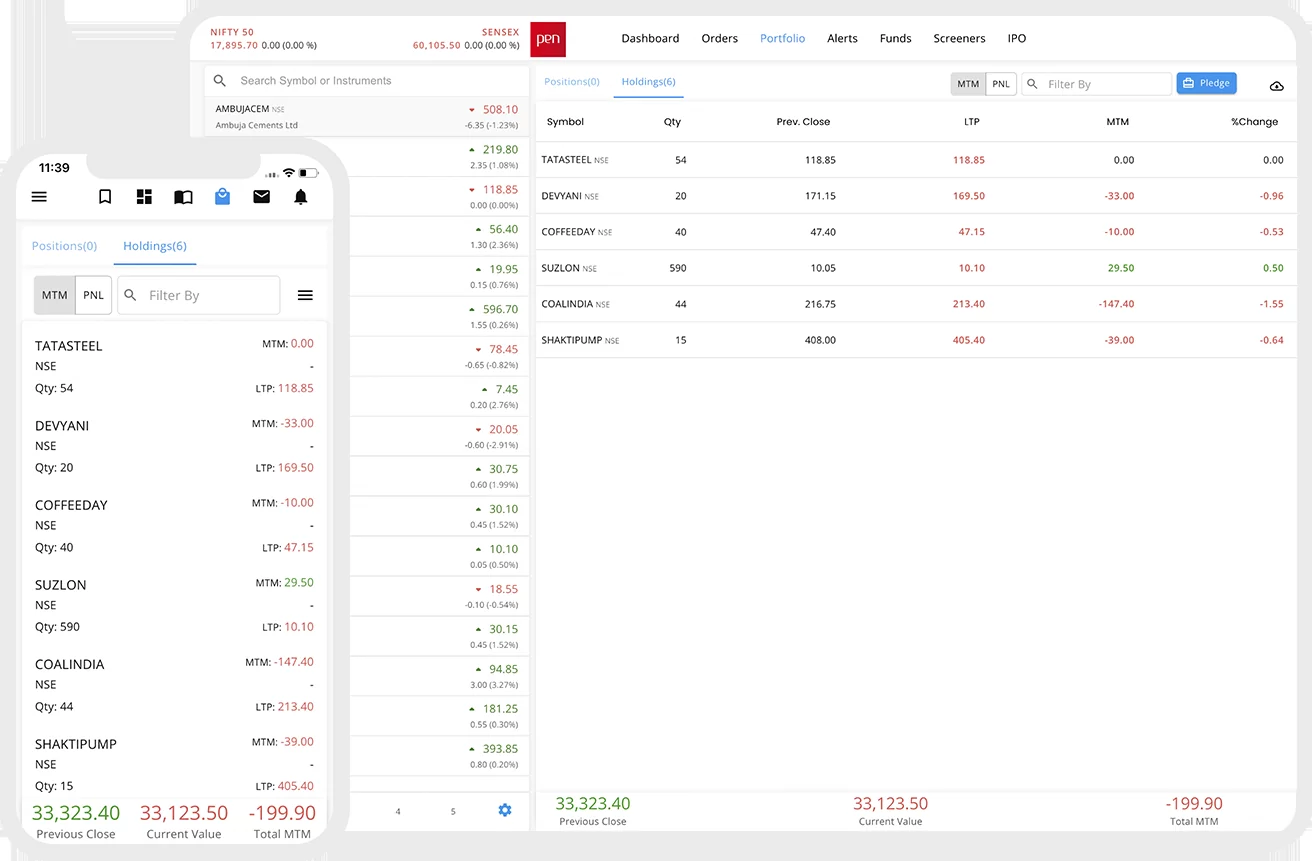 NIFTY 50
17,895.70 0.00 (0.00 %)
SENSEX
60,105.50 0.00 (0.00 %)
pen
Dashboard Orders Portfolio Alerts Funds Screeners IPO
Search Symbol or Instruments
AMBUJACEM NSE 508.10
Ambuja Cements Ltd -6.35 (-1.23%)
219.80
2.35 (1.08%)
118.85
0.00 (0.00%)
56.40
1.30 (2.36%)
19.95
0.15 (0.76%)
596.70
1.55 (0.26%)
78.45
-0.65 (-0.82%)
7.45
0.20 (2.76%)
20.05
-0.60 (-2.91%)
30.75
0.60 (1.99%)
30.10
0.45 (1.52%)
10.10
0.05 (0.50%)
18.55
-0.10 (-0.54%)
30.15
0.45 (1.52%)
94.85
3.00 (3.27%)
181.25
0.55 (0.30%)
393.85
0.80 (0.20%)
4 5
Positions(0) Holdings(6) MTM PNL Filter By Pledge
Symbol Qty Prev. Close LTP MTM %Change
TATASTEEL NSE 54 118.85 118.85 0.00 0.00
DEVYANI NSE 20 171.15 169.50 -33.00 -0.96
COFFEEDAY NSE 40 47.40 47.15 -10.00 -0.53
SUZLON NSE 590 10.05 10.10 29.50 0.50
COALINDIA NSE 44 216.75 213.40 -147.40 -1.55
SHAKTIPUMP NSE 15 408.00 405.40 -39.00 -0.64
33,323.40 33,123.50 -199.90
Previous Close Current Value Total MTM
11:39
Positions(0) Holdings(6)
MTM PNL Filter By
TATASTEEL MTM: 0.00
NSE -
Qty: 54 LTP: 118.85
DEVYANI MTM: -33.00
NSE -
Qty: 20 LTP: 169.50
COFFEEDAY MTM: -10.00
NSE -
Qty: 40 LTP: 47.15
SUZLON MTM: 29.50
NSE -
Qty: 590 LTP: 10.10
COALINDIA MTM: -147.40
NSE -
Qty: 44 LTP: 213.40
SHAKTIPUMP MTM: -39.00
NSE -
Qty: 15 LTP: 405.40
33,323.40 33,123.50 -199.90
Previous Close Current Value Total MTM